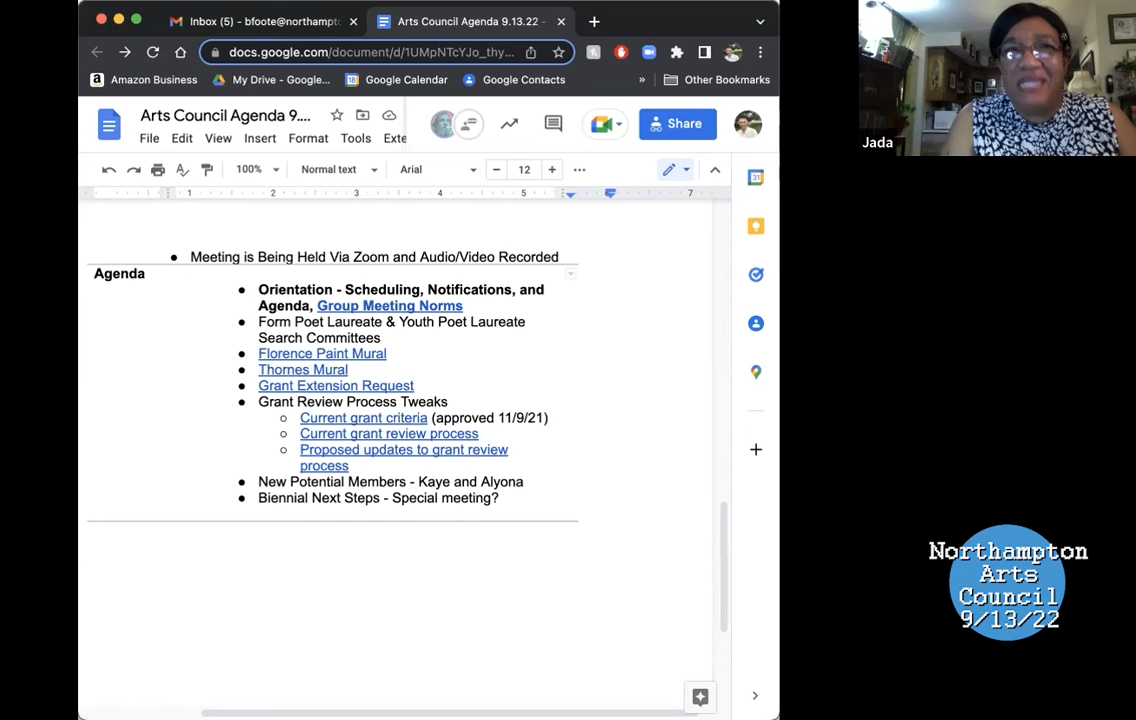 Inbox (5) - bfoote@northampt
Arts Council Agenda 9.13.22 -
docs.google.com/document/d/1UMpNTcYJo_thy...
Amazon Business
My Drive - Google...
Google Calendar
Google Contacts
»
Other Bookmarks
Arts Council Agenda 9....
File Edit View Insert Format Tools Exte
Share
100% Normal text Arial − 12 +
1 2 3 4 5 7
● Meeting is Being Held Via Zoom and Audio/Video Recorded
Agenda
● Orientation - Scheduling, Notifications, and
Agenda, Group Meeting Norms
● Form Poet Laureate & Youth Poet Laureate
Search Committees
● Florence Paint Mural
● Thornes Mural
● Grant Extension Request
● Grant Review Process Tweaks
○ Current grant criteria (approved 11/9/21)
○ Current grant review process
○ Proposed updates to grant review
process
● New Potential Members - Kaye and Alyona
● Biennial Next Steps - Special meeting?
Jada
Northampton
Arts
Council
9/13/22